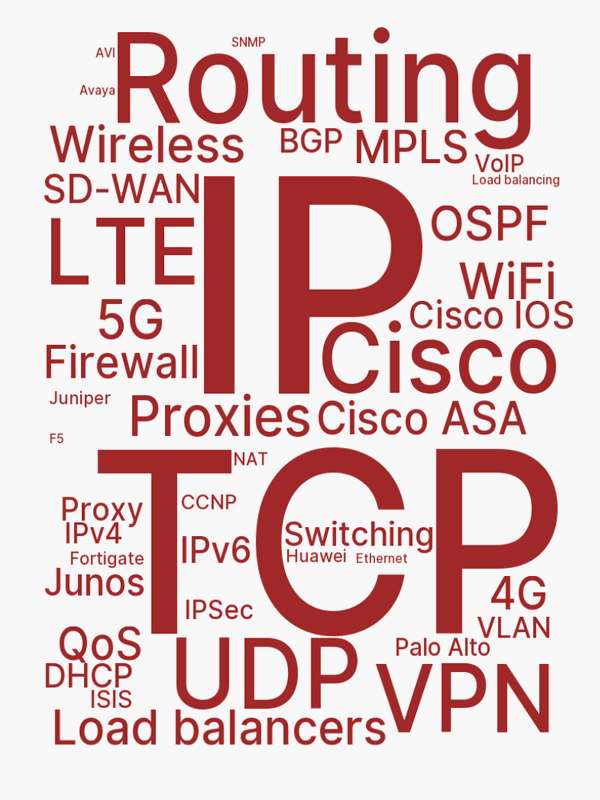 Routing
SNMP
AVI
Avaya
Wireless
BGP
MPLS
VoIP
Load balancing
SD-WAN
IP
OSPF
LTE
WiFi
5G
Cisco IOS
Firewall
Cisco
Juniper
Proxies
Cisco ASA
F5
NAT
TCP
CCNP
Proxy
IPv4
Switching
IPv6
Huawei
Ethernet
Fortigate
Junos
IPSec
4G
VLAN
QoS
UDP
Palo Alto
DHCP
VPN
ISIS
Load balancers